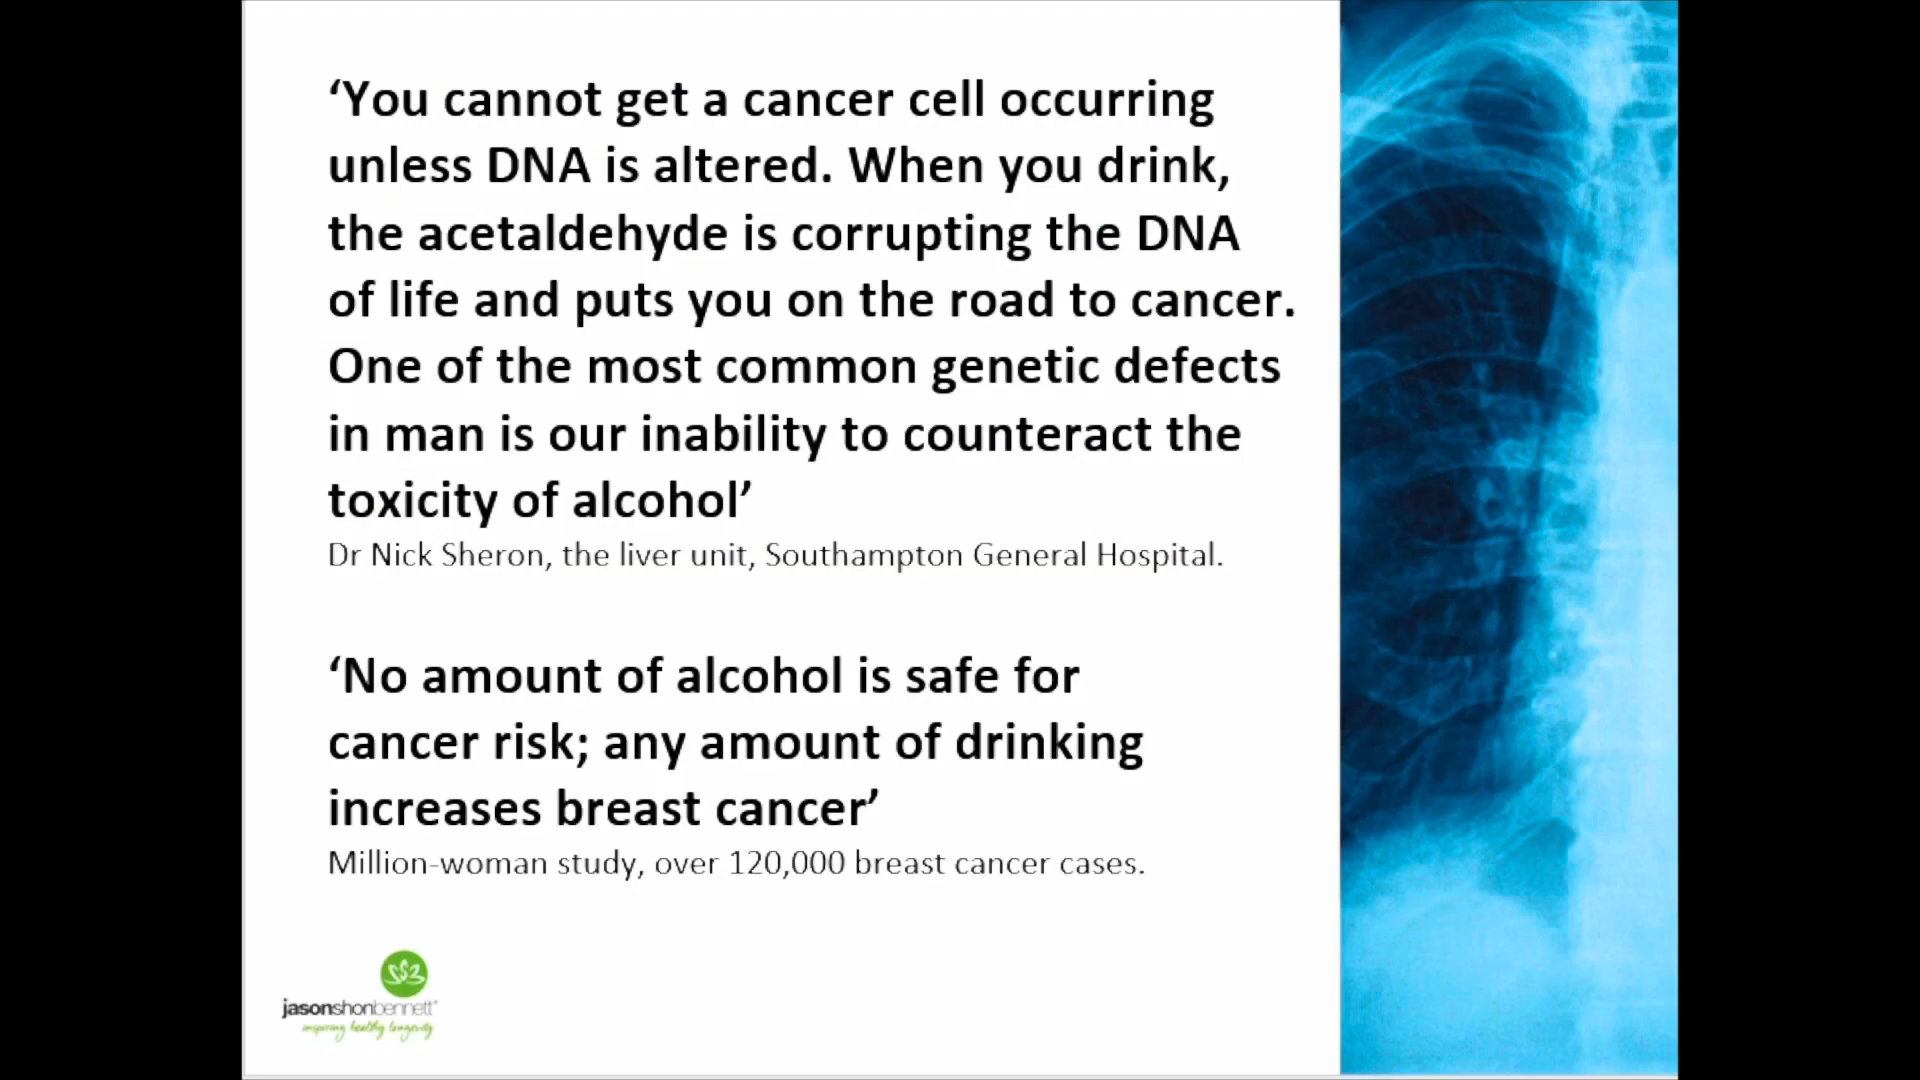 ‘You cannot get a cancer cell occurring
unless DNA is altered. When you drink,
the acetaldehyde is corrupting the DNA
of life and puts you on the road to cancer.
One of the most common genetic defects
in man is our inability to counteract the
toxicity of alcohol’
Dr Nick Sheron, the liver unit, Southampton General Hospital.
‘No amount of alcohol is safe for
cancer risk; any amount of drinking
increases breast cancer’
Million-woman study, over 120,000 breast cancer cases.
jasonshonbennett
inspiring healthy longevity